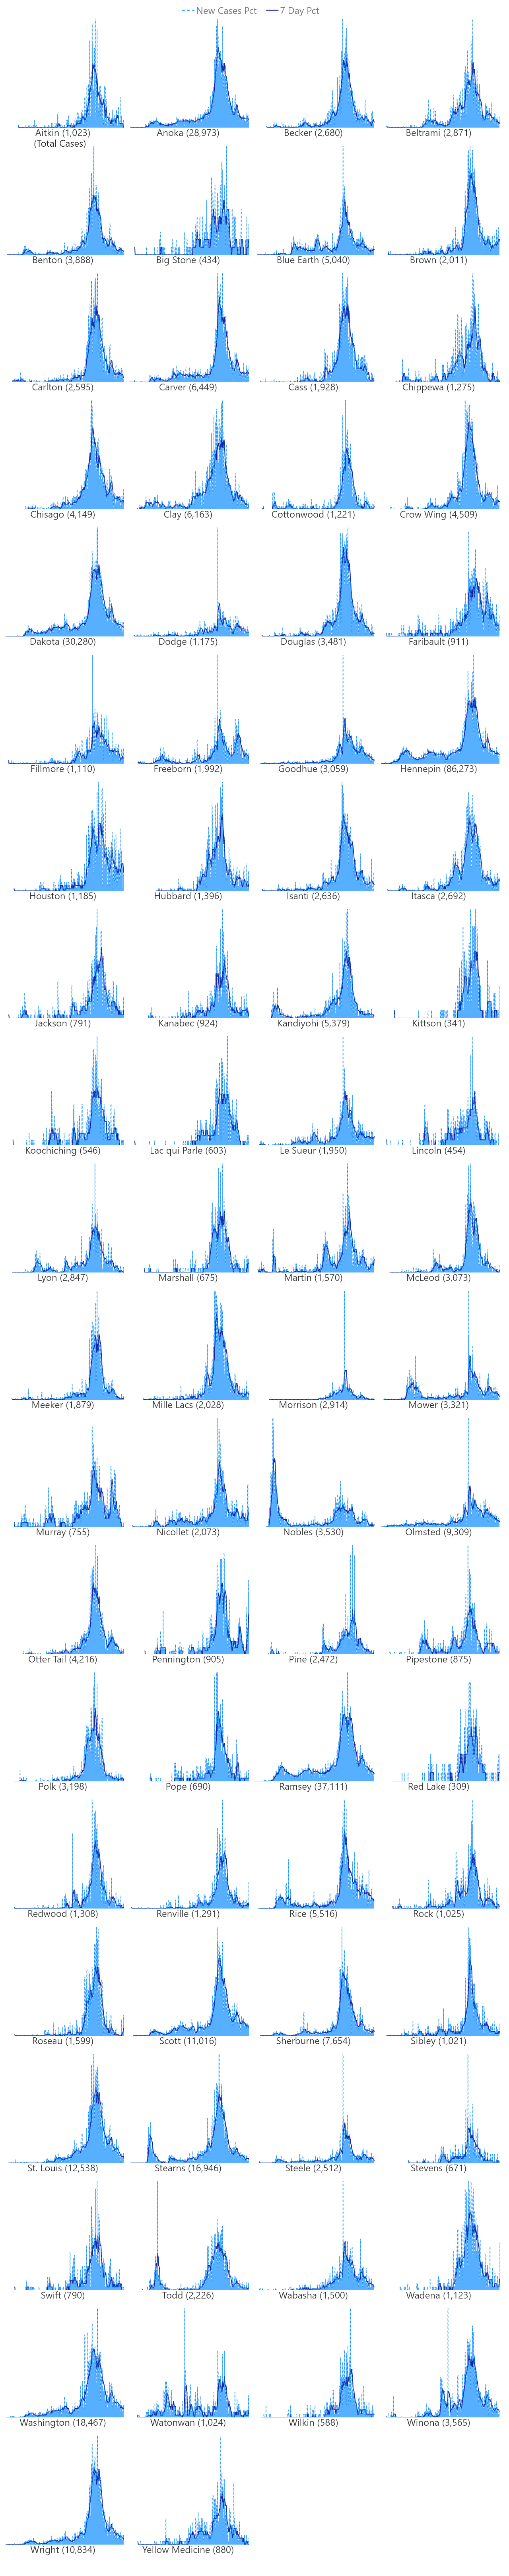 New Cases Pct 7 Day Pct
Aitkin (1,023) Anoka (28,973) Becker (2,680) Beltrami (2,871)
(Total Cases)
Benton (3,888) Big Stone (434) Blue Earth (5,040) Brown (2,011)
Carlton (2,595) Carver (6,449) Cass (1,928) Chippewa (1,275)
Chisago (4,149) Clay (6,163) Cottonwood (1,221) Crow Wing (4,509)
Dakota (30,280) Dodge (1,175) Douglas (3,481) Faribault (911)
Fillmore (1,110) Freeborn (1,992) Goodhue (3,059) Hennepin (86,273)
Houston (1,185) Hubbard (1,396) Isanti (2,636) Itasca (2,692)
Jackson (791) Kanabec (924) Kandiyohi (5,379) Kittson (341)
Koochiching (546) Lac qui Parle (603) Le Sueur (1,950) Lincoln (454)
Lyon (2,847) Marshall (675) Martin (1,570) McLeod (3,073)
Meeker (1,879) Mille Lacs (2,028) Morrison (2,914) Mower (3,321)
Murray (755) Nicollet (2,073) Nobles (3,530) Olmsted (9,309)
Otter Tail (4,216) Pennington (905) Pine (2,472) Pipestone (875)
Polk (3,198) Pope (690) Ramsey (37,111) Red Lake (309)
Redwood (1,308) Renville (1,291) Rice (5,516) Rock (1,025)
Roseau (1,599) Scott (11,016) Sherburne (7,654) Sibley (1,021)
St. Louis (12,538) Stearns (16,946) Steele (2,512) Stevens (671)
Swift (790) Todd (2,226) Wabasha (1,500) Wadena (1,123)
Washington (18,467) Watonwan (1,024) Wilkin (588) Winona (3,565)
Wright (10,834) Yellow Medicine (880)